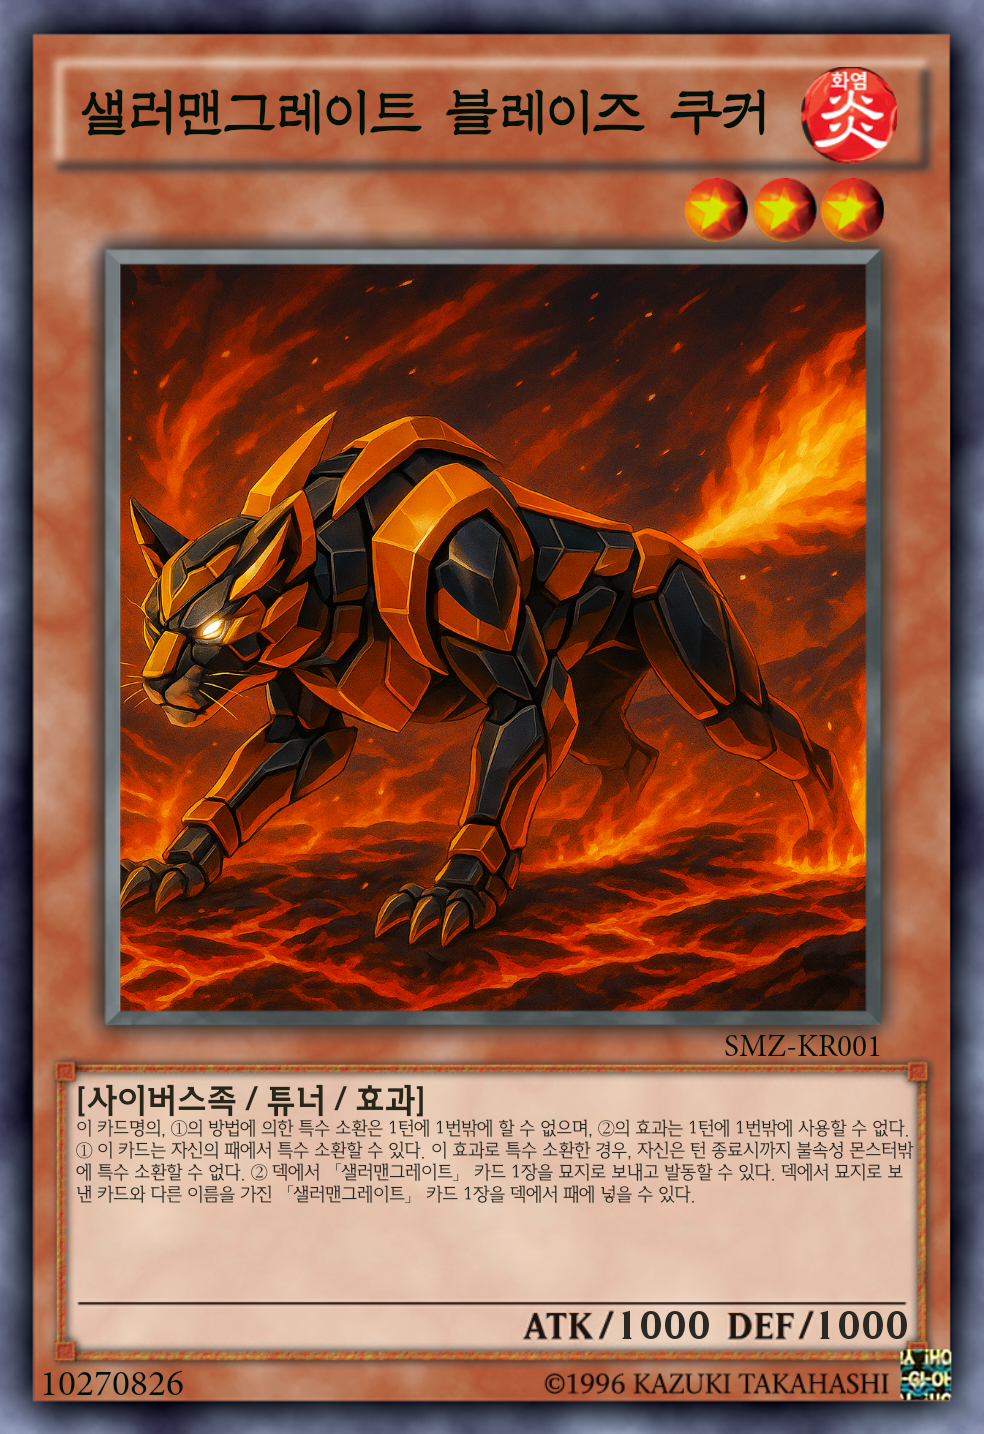 샐러맨그레이트 블레이즈 쿠커
화염
炎
SMZ-KR001
[사이버스족 / 튜너 / 효과]
이 카드명의, ①의 방법에 의한 특수 소환은 1턴에 1번밖에 할 수 없으며, ②의 효과는 1턴에 1번밖에 사용할 수 없다.
① 이 카드는 자신의 패에서 특수 소환할 수 있다. 이 효과로 특수 소환한 경우, 자신은 턴 종료시까지 불속성 몬스터밖
에 특수 소환할 수 없다. ② 덱에서 「샐러맨그레이트」 카드 1장을 묘지로 보내고 발동할 수 있다. 덱에서 묘지로 보
낸 카드와 다른 이름을 가진 「샐러맨그레이트」 카드 1장을 덱에서 패에 넣을 수 있다.
ATK/1000 DEF/1000
10270826
©1996 KAZUKI TAKAHASHI